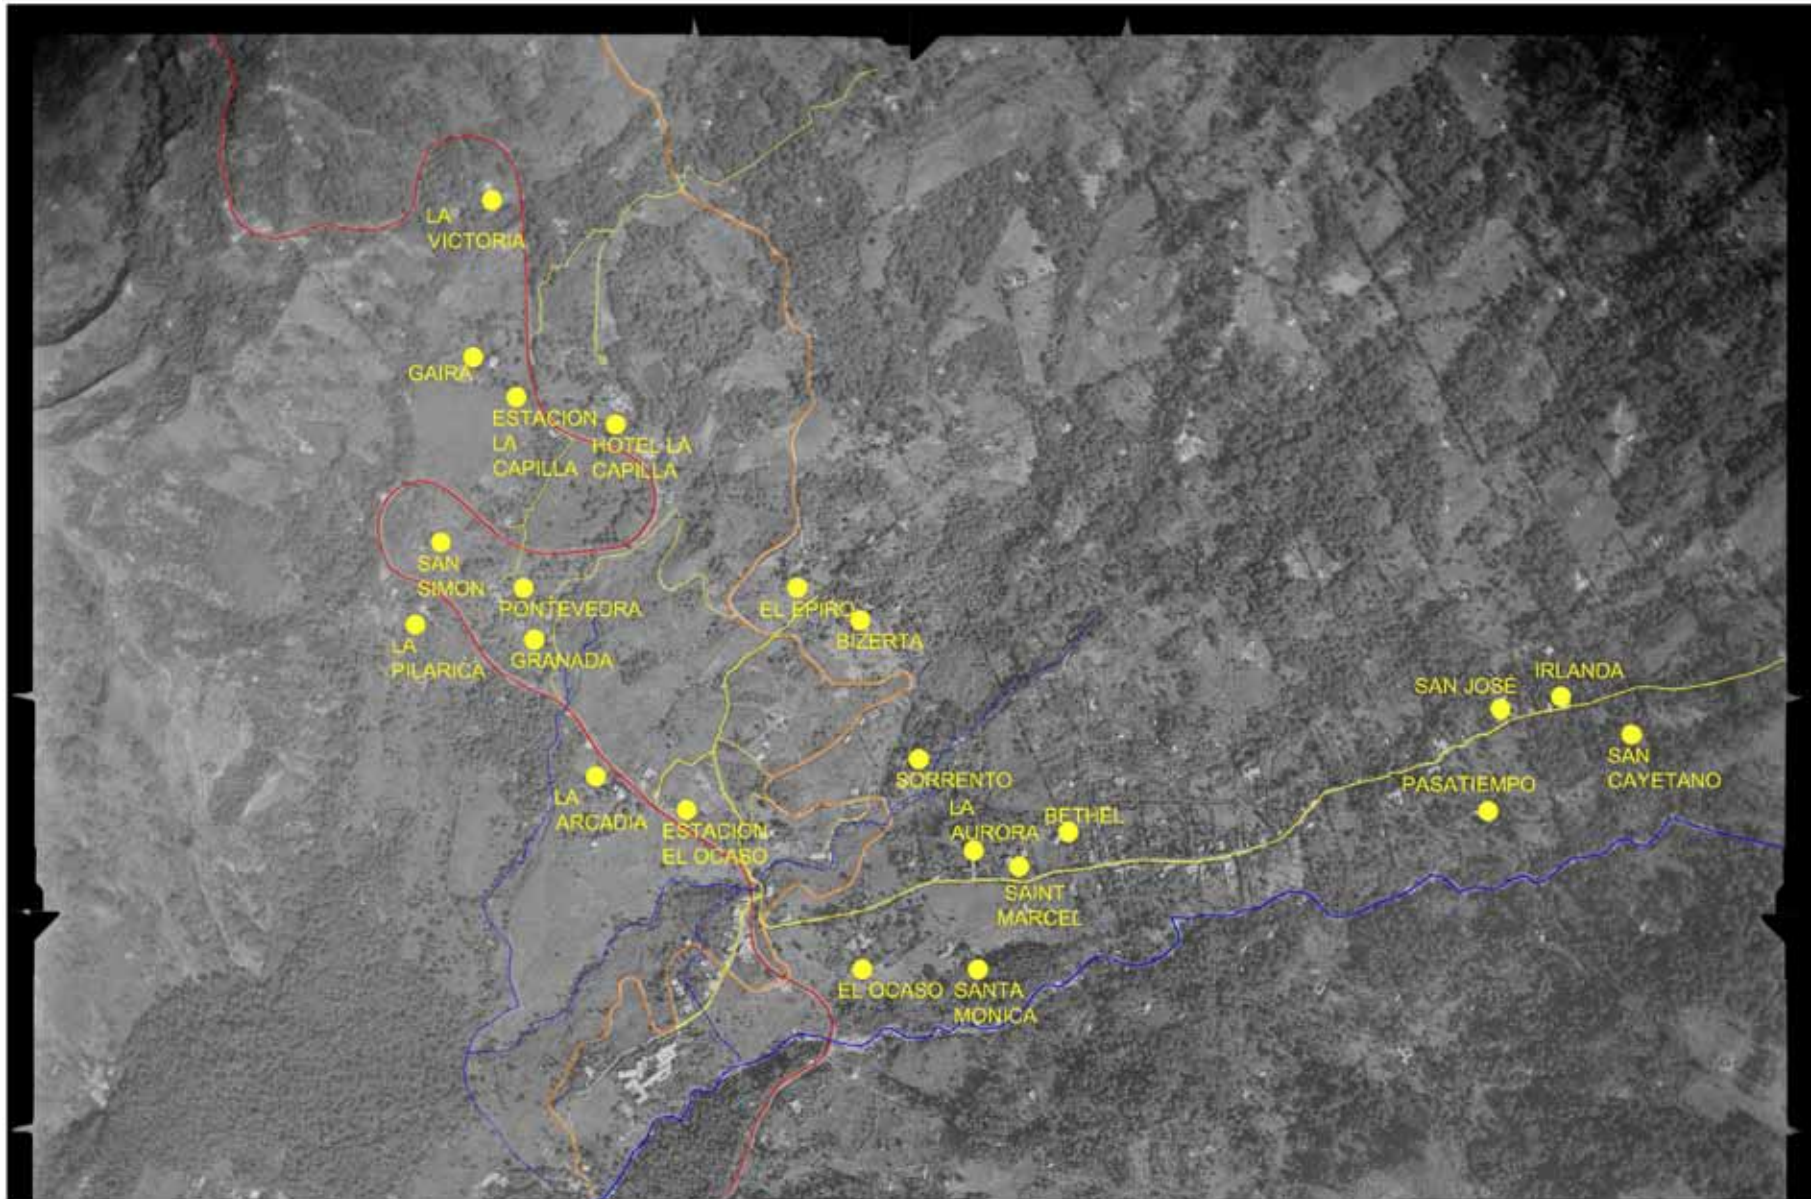 LA
VICTORIA
GAIRA
ESTACION
LA
CAPILLA
HOTEL LA
CAPILLA
SAN
SIMON
PONTEVEDRA
EL EPIRO
BIZERTA
LA
PILARICA
GRANADA
IRLANDA
SAN JOSÉ
SAN
CAYETANO
SORRENTO
PASATIEMPO
LA
ARCADIA
LA
AURORA
BETHEL
ESTACION
EL OCASO
SAINT
MARCEL
EL OCASO
SANTA
MONICA